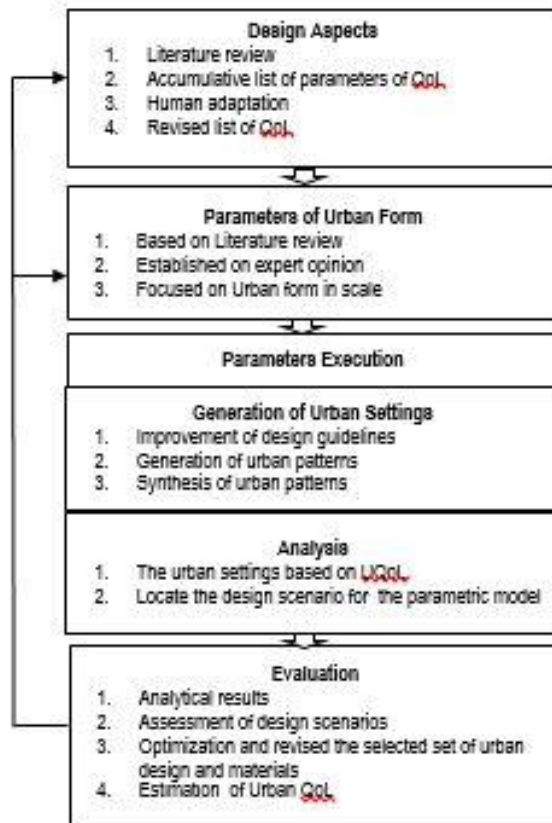 Design Aspects
1. Literature review
2. Accumulative list of parameters of QoL
3. Human adaptation
4. Revised list of QoL
Parameters of Urban Form
1. Based on Literature review
2. Established on expert opinion
3. Focused on Urban form in scale
Parameters Execution
Generation of Urban Settings
1. Improvement of design guidelines
2. Generation of urban patterns
3. Synthesis of urban patterns
Analysis
1. The urban settings based on UQoL
2. Locate the design scenario for the parametric model
Evaluation
1. Analytical results
2. Assessment of design scenarios
3. Optimization and revised the selected set of urban
design and materials
4. Estimation of Urban QoL